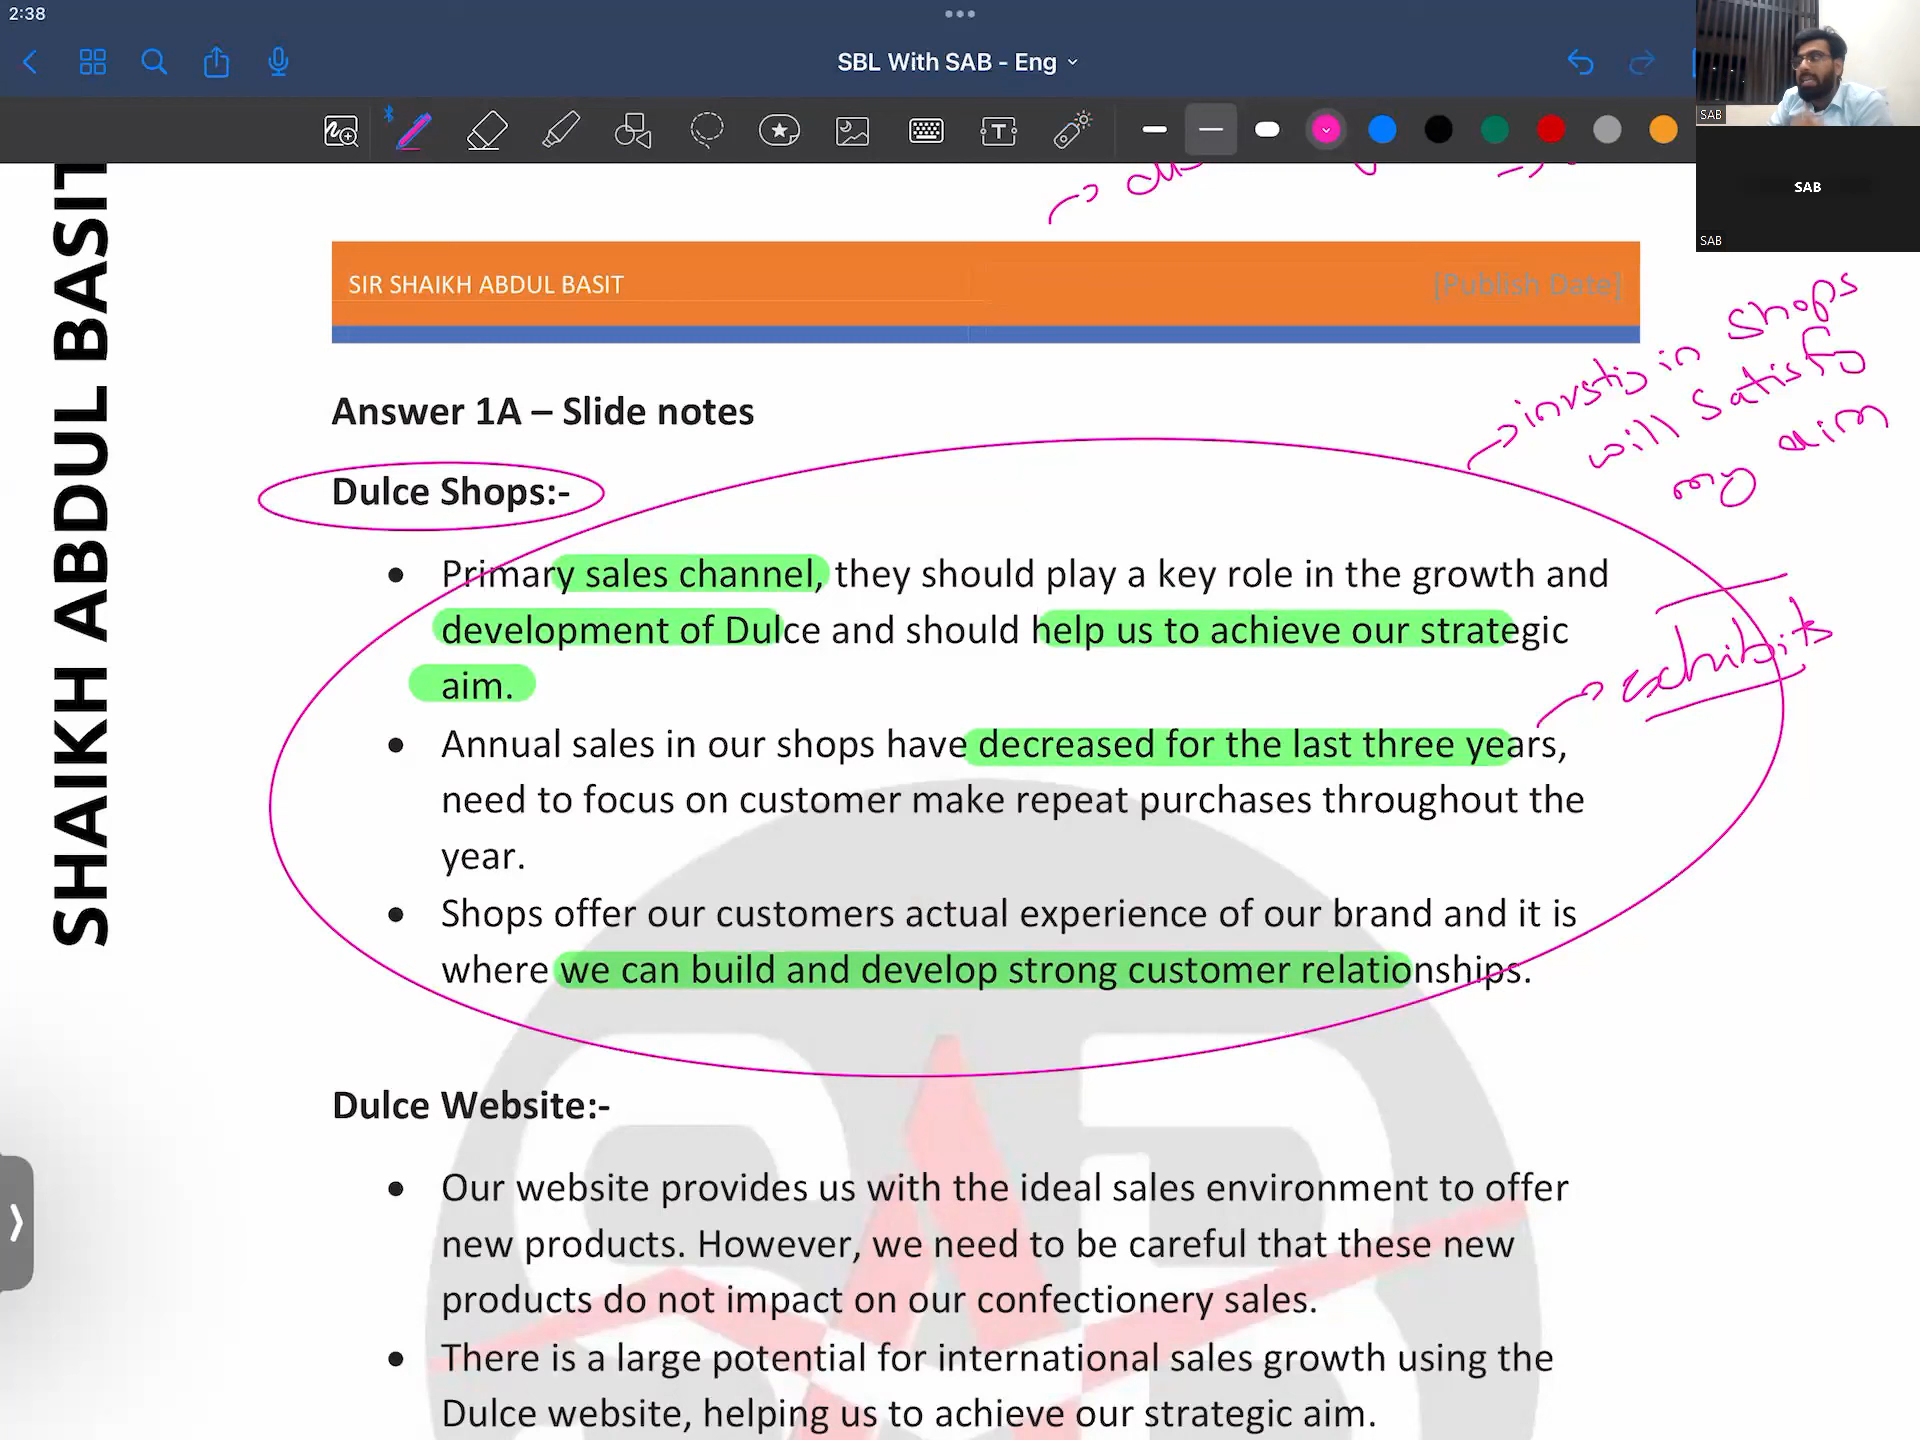 2:38
SBL With SAB - Eng
SAB
SAB
SAB
SHAIKH ABDUL BASIT
SIR SHAIKH ABDUL BASIT
[Publish Date]
in Shops
will Satisfy
my aim
Answer 1A – Slide notes
Dulce Shops:-
• Primary sales channel, they should play a key role in the growth and
development of Dulce and should help us to achieve our strategic
aim.
exhibits
• Annual sales in our shops have decreased for the last three years,
need to focus on customer make repeat purchases throughout the
year.
• Shops offer our customers actual experience of our brand and it is
where we can build and develop strong customer relationships.
Dulce Website:-
• Our website provides us with the ideal sales environment to offer
new products. However, we need to be careful that these new
products do not impact on our confectionery sales.
• There is a large potential for international sales growth using the
Dulce website, helping us to achieve our strategic aim.